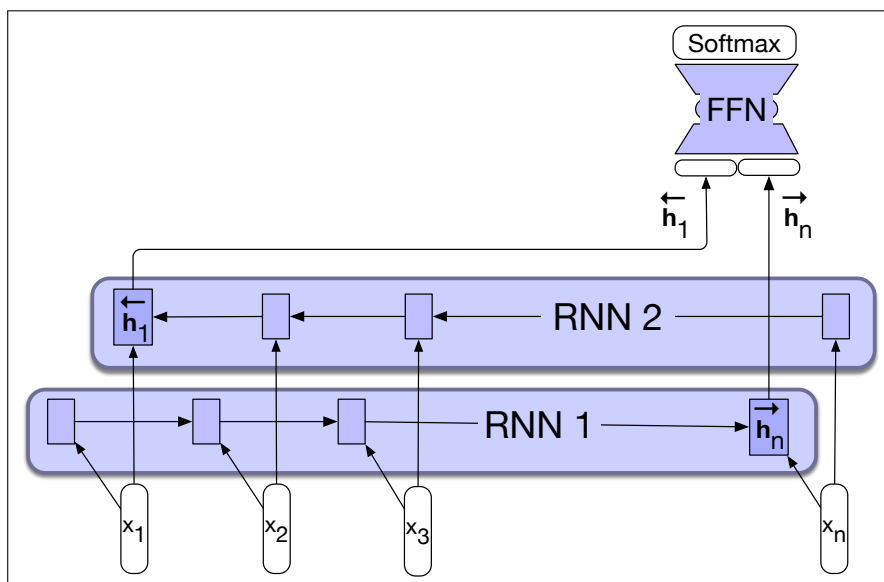 Softmax
FFN
←h₁ →hₙ
←h₁ RNN 2
RNN 1 →hₙ
x₁ x₂ x₃ xₙ